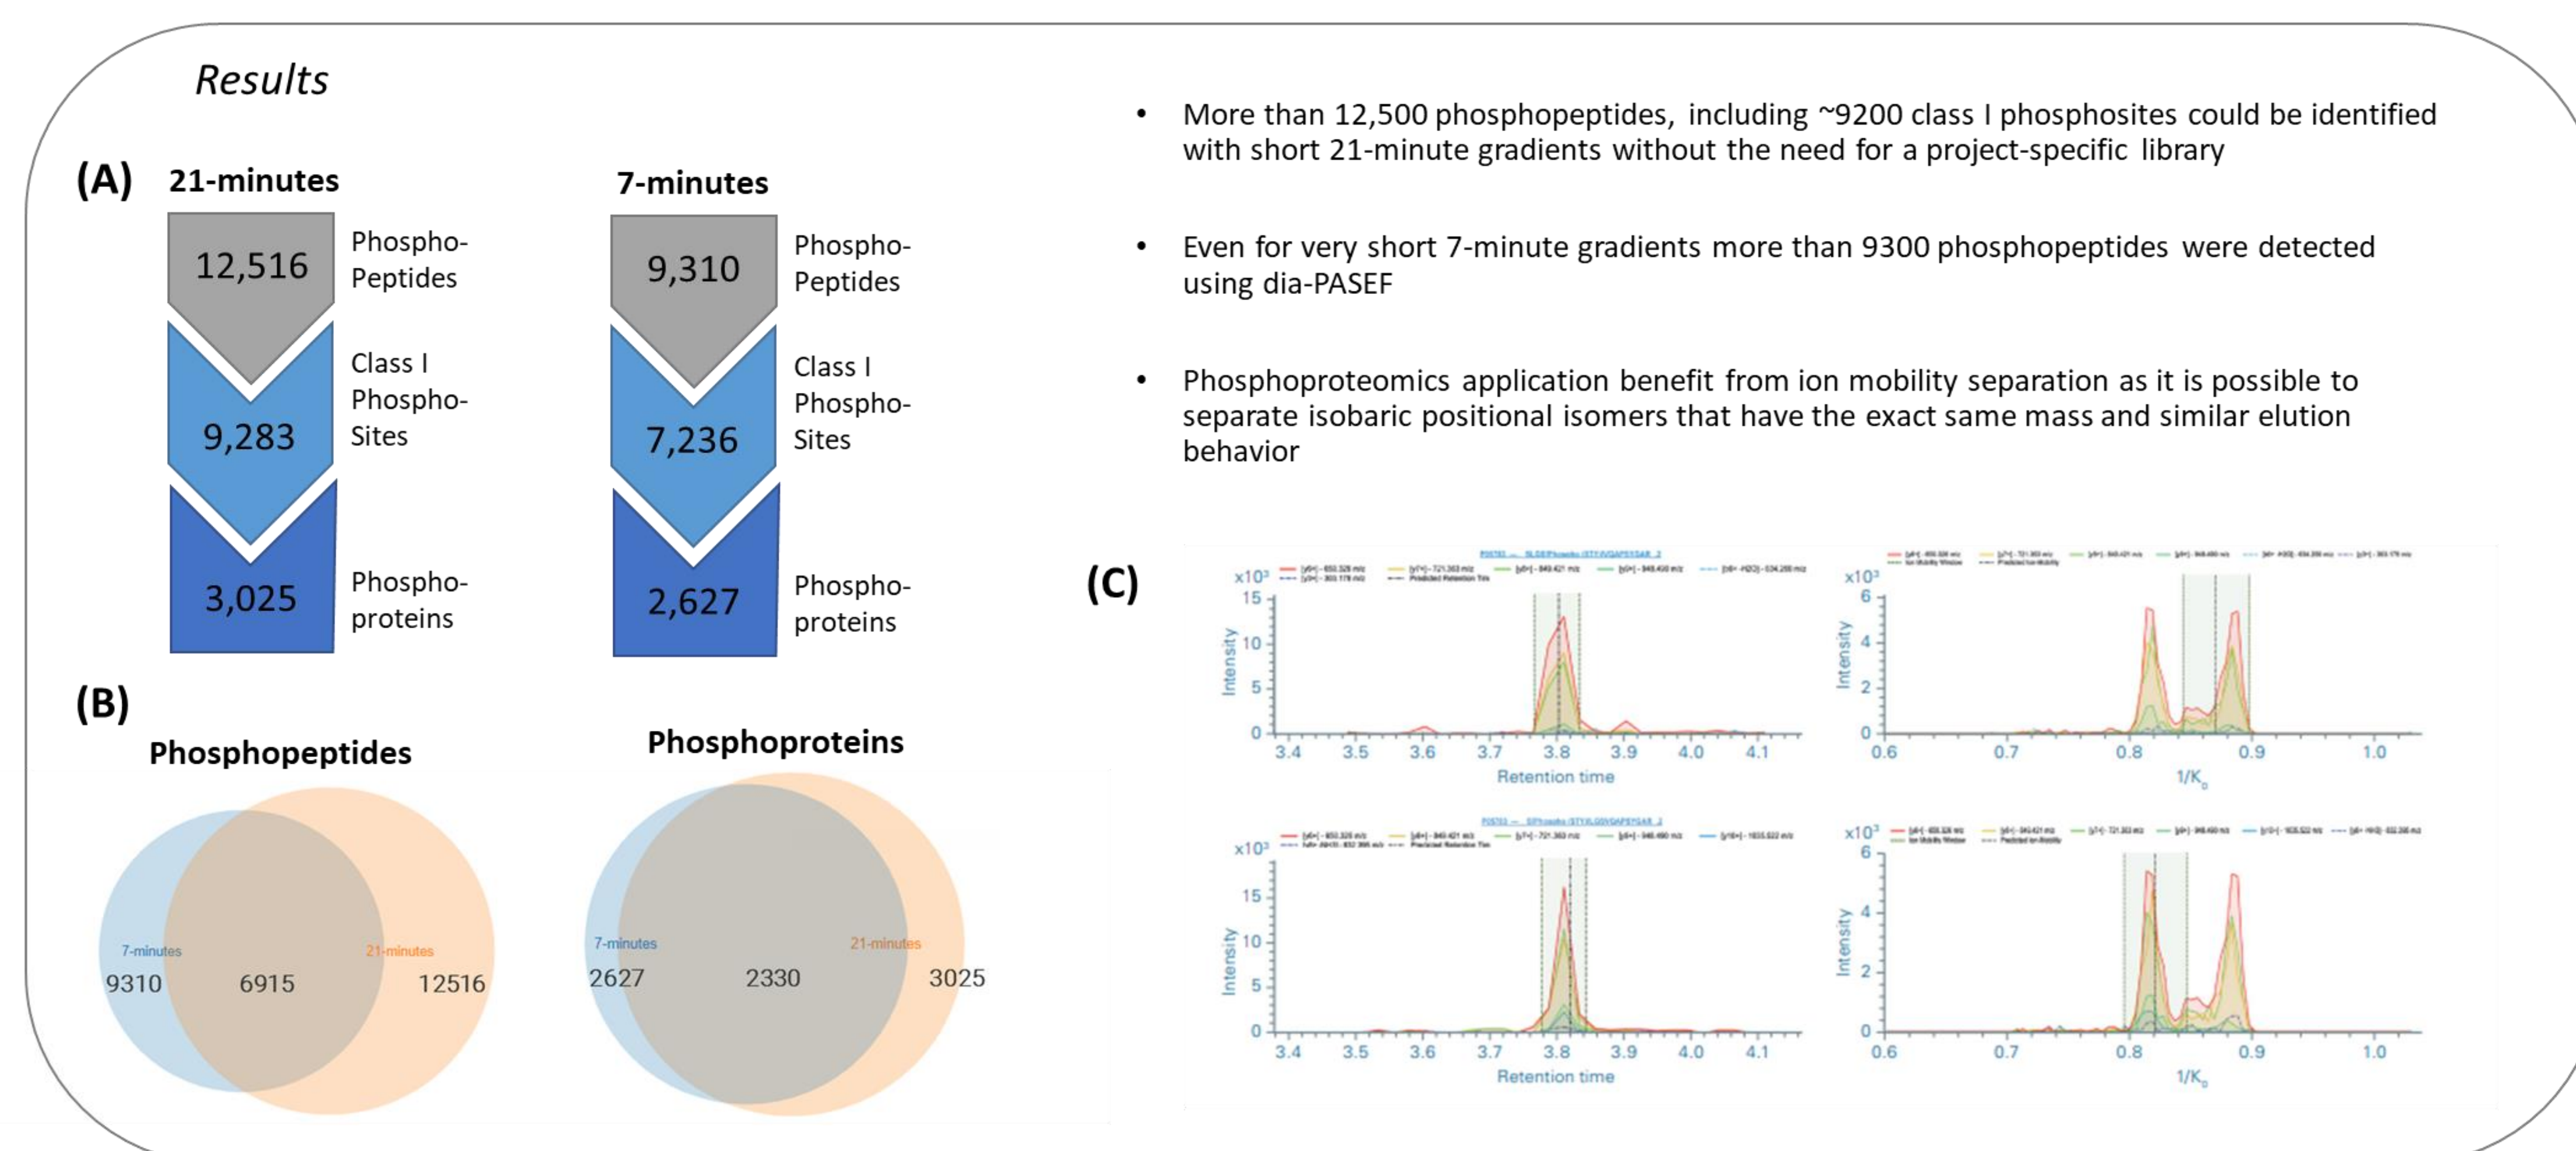 Results
(A)
21-minutes
12,516
Phospho-
Peptides
9,283
Class I
Phospho-
Sites
3,025
Phospho-
proteins
7-minutes
9,310
Phospho-
Peptides
7,236
Class I
Phospho-
Sites
2,627
Phospho-
proteins
(B)
Phosphopeptides
7-minutes
21-minutes
9310
6915
12516
Phosphoproteins
7-minutes
21-minutes
2627
2330
3025
• More than 12,500 phosphopeptides, including ~9200 class I phosphosites could be identified
with short 21-minute gradients without the need for a project-specific library
• Even for very short 7-minute gradients more than 9300 phosphopeptides were detected
using dia-PASEF
• Phosphoproteomics application benefit from ion mobility separation as it is possible to
separate isobaric positional isomers that have the exact same mass and similar elution
behavior
(C)
x10³
15
10
5
0
Intensity
3.4 3.5 3.6 3.7 3.8 3.9 4.0 4.1
Retention time
x10³
6
4
2
0
Intensity
0.6 0.7 0.8 0.9 1.0
1/K₀
x10³
15
10
5
0
Intensity
3.4 3.5 3.6 3.7 3.8 3.9 4.0 4.1
Retention time
x10³
6
4
2
0
Intensity
0.6 0.7 0.8 0.9 1.0
1/K₀